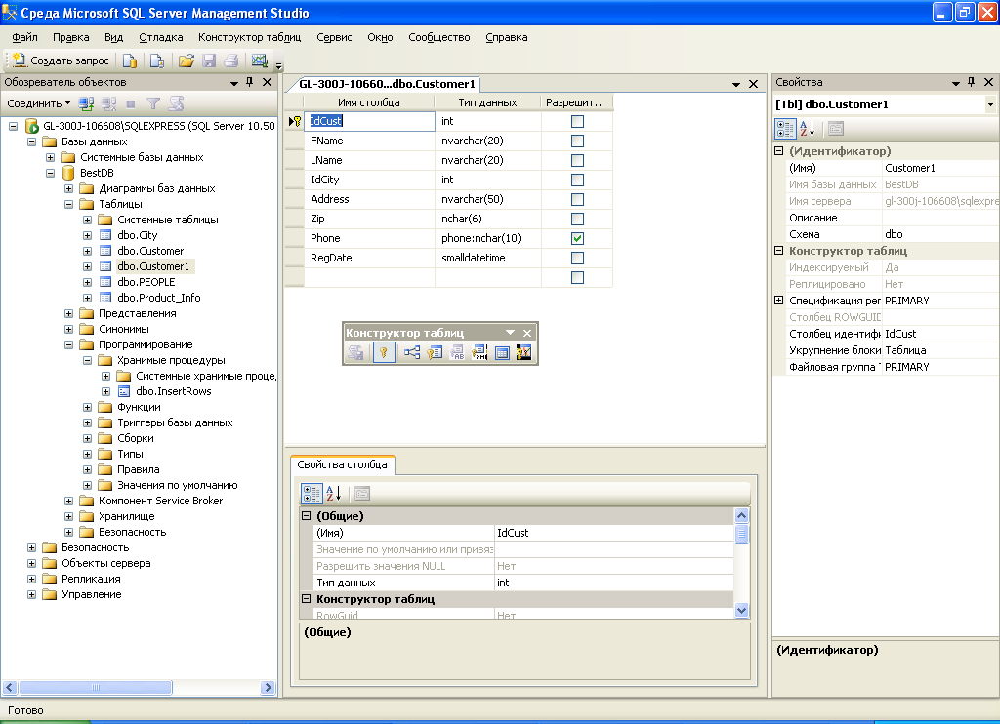 Среда Microsoft SQL Server Management Studio
Файл Правка Вид Отладка Конструктор таблиц Сервис Окно Сообщество Справка
Создать запрос
Обозреватель объектов
Соединить
GL-300J-106608\SQLEXPRESS (SQL Server 10.50
Базы данных
Системные базы данных
BestDB
Диаграммы баз данных
Таблицы
Системные таблицы
dbo.City
dbo.Customer
dbo.Customer1
dbo.PEOPLE
dbo.Product_Info
Представления
Синонимы
Программирование
Хранимые процедуры
Системные хранимые проце,
dbo.InsertRows
Функции
Триггеры базы данных
Сборки
Типы
Правила
Значения по умолчанию
Компонент Service Broker
Хранилище
Безопасность
Безопасность
Объекты сервера
Репликация
Управление
GL-300J-10660...dbo.Customer1
Имя столбца Тип данных Разрешит...
IdCust int
FName nvarchar(20)
LName nvarchar(20)
IdCity int
Address nvarchar(50)
Zip nchar(6)
Phone phone:nchar(10)
RegDate smalldatetime
Конструктор таблиц
Свойства столбца
(Общие)
(Имя) IdCust
Значение по умолчанию или привяз
Разрешить значения NULL Нет
Тип данных int
Конструктор таблиц
RowGuid Нет
(Общие)
Свойства
[Tbl] dbo.Customer1
(Идентификатор)
(Имя) Customer1
Имя базы данных BestDB
Имя сервера gl-300j-106608\sqlexpre
Описание
Схема dbo
Конструктор таблиц
Индексируемый Да
Реплицировано Нет
Спецификация рег PRIMARY
Столбец ROWGUID
Столбец идентифи IdCust
Укрупнение блоки Таблица
Файловая группа PRIMARY
(Идентификатор)
Готово